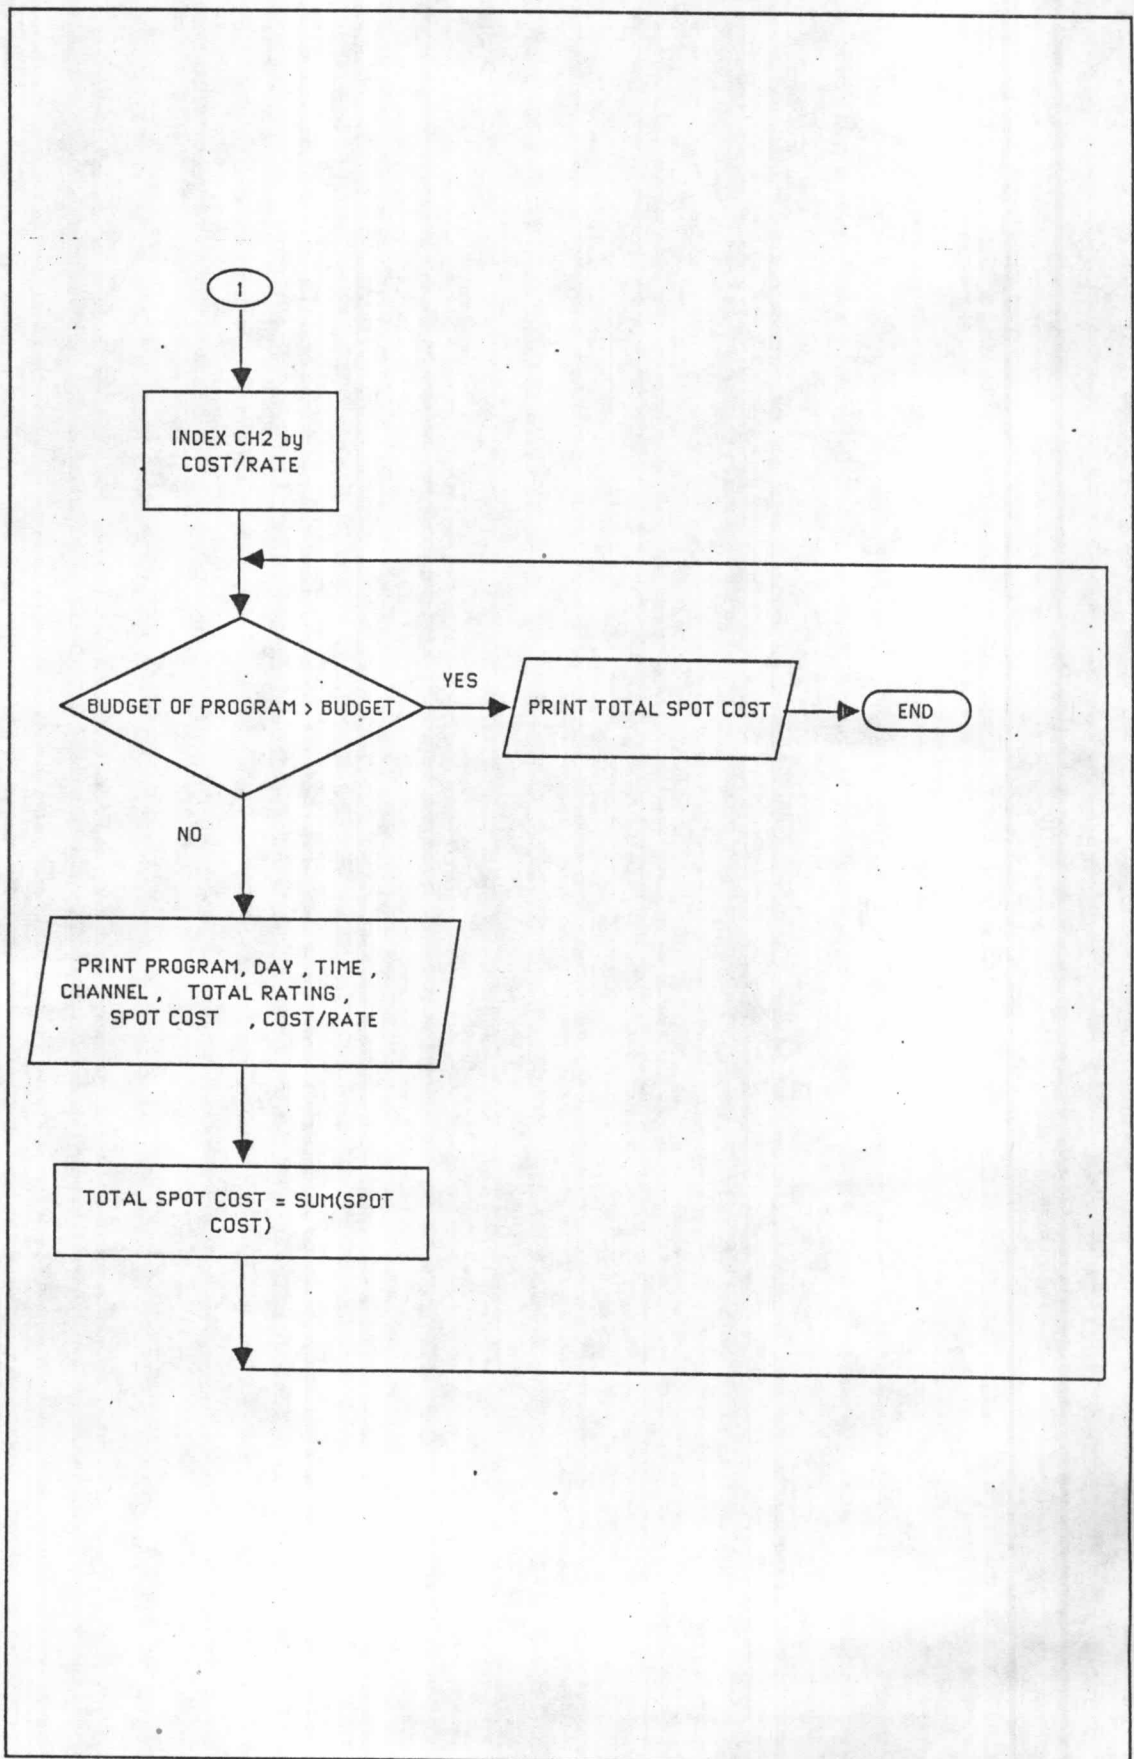 1
INDEX CH2 by
COST/RATE
BUDGET OF PROGRAM > BUDGET
YES
PRINT TOTAL SPOT COST
END
NO
PRINT PROGRAM, DAY , TIME ,
CHANNEL , TOTAL RATING ,
SPOT COST , COST/RATE
TOTAL SPOT COST = SUM(SPOT
COST)